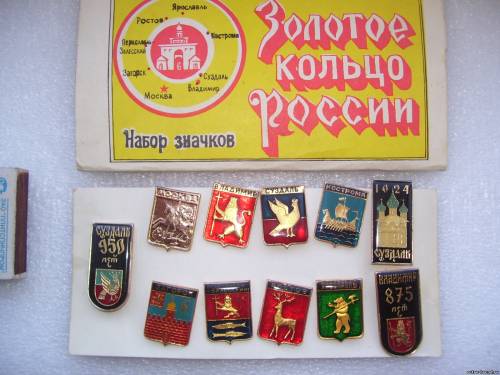 Ярославль
Ростов
Кострома
Переславль
Залесский
Загорск
Суздаль
Владимир
Москва
Золотое
кольцо
России
Набор значков
МОСКВА
ВЛАДИМИР
СУЗДАЛЬ
КОСТРОМА
1024
СУЗДАЛЬ
СУЗДАЛЬ
950
лет
ВЛАДИМИР
875
лет